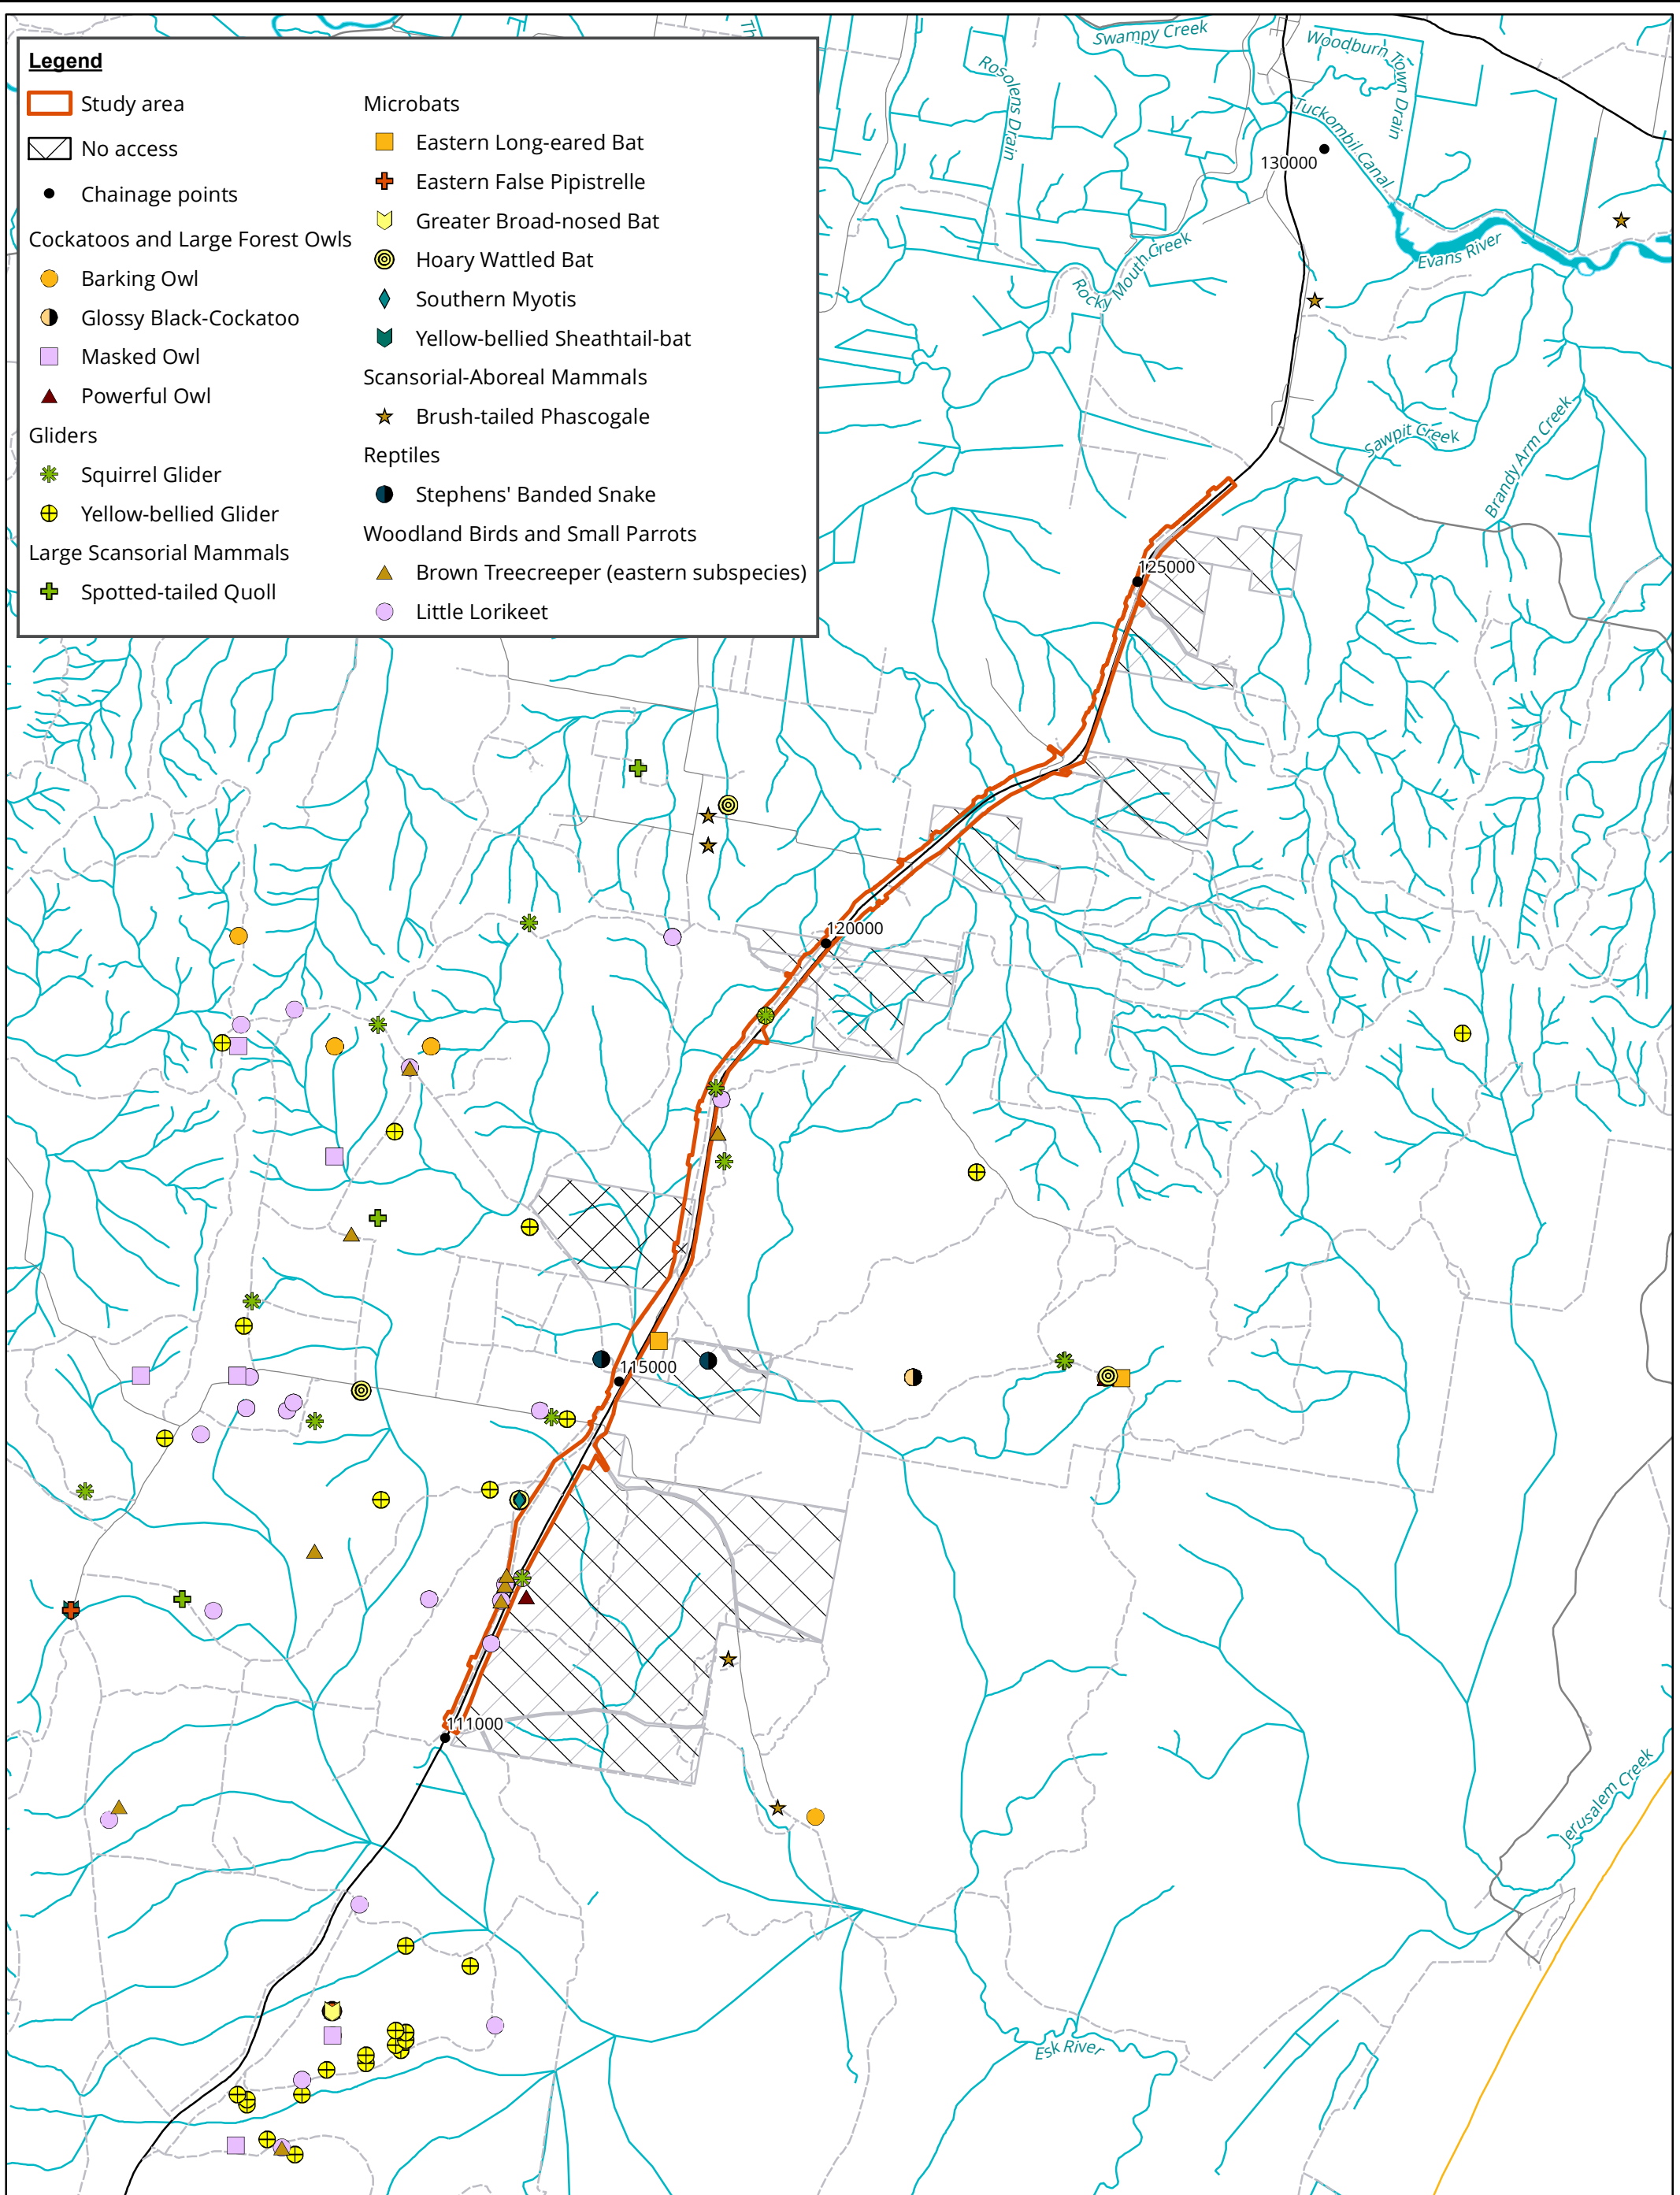 Legend
Study area
No access
Chainage points
Cockatoos and Large Forest Owls
Barking Owl
Glossy Black-Cockatoo
Masked Owl
Powerful Owl
Gliders
Squirrel Glider
Yellow-bellied Glider
Large Scansorial Mammals
Spotted-tailed Quoll
Microbats
Eastern Long-eared Bat
Eastern False Pipistrelle
Greater Broad-nosed Bat
Hoary Wattled Bat
Southern Myotis
Yellow-bellied Sheathtail-bat
Scansorial-Aboreal Mammals
Brush-tailed Phascogale
Reptiles
Stephens' Banded Snake
Woodland Birds and Small Parrots
Brown Treecreeper (eastern subspecies)
Little Lorikeet
Th
Swampy Creek
Rosolens Drain
Woodburn Town Drain
Tuckombil Canal
130000
Evans River
Rocky Mouth Creek
Sawpit Creek
Brandy Arm Creek
125000
120000
115000
111000
Jerusalem Creek
Esk River